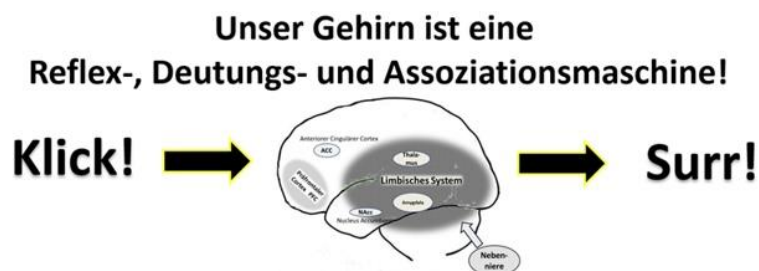 Unser Gehirn ist eine
Reflex-, Deutungs- und Assoziationsmaschine!
Klick!
Anteriorer Cingulärer Cortex
ACC
Thala-
mus
Präfrontaler
Cortex PFC
Limbisches System
Amygdala
NAcc
Nucleus Accumbens
Surr!
Neben-
niere